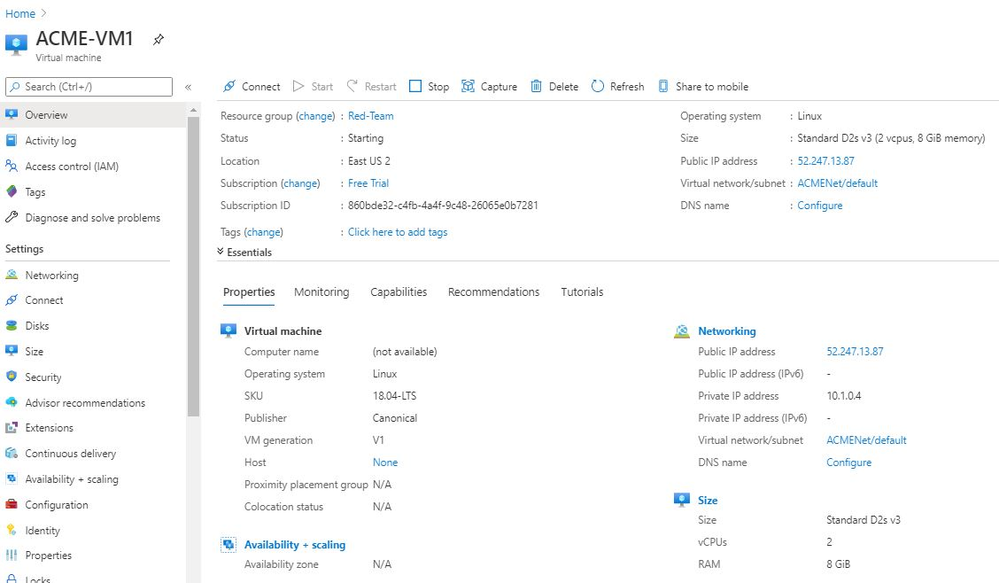 Home >
ACME-VM1
Virtual machine
Search (Ctrl+/)
«
Overview
Activity log
Access control (IAM)
Tags
Diagnose and solve problems
Settings
Networking
Connect
Disks
Size
Security
Advisor recommendations
Extensions
Continuous delivery
Availability + scaling
Configuration
Identity
Properties
Locks
Connect Start Restart Stop Capture Delete Refresh Share to mobile
Resource group (change) : Red-Team
Status : Starting
Location : East US 2
Subscription (change) : Free Trial
Subscription ID : 860bde32-c4fb-4a4f-9c48-26065e0b7281
Tags (change) : Click here to add tags
Operating system : Linux
Size : Standard D2s v3 (2 vcpus, 8 GiB memory)
Public IP address : 52.247.13.87
Virtual network/subnet : ACMENet/default
DNS name : Configure
Essentials
Properties Monitoring Capabilities Recommendations Tutorials
Virtual machine
Computer name (not available)
Operating system Linux
SKU 18.04-LTS
Publisher Canonical
VM generation V1
Host None
Proximity placement group N/A
Colocation status N/A
Availability + scaling
Availability zone N/A
Networking
Public IP address 52.247.13.87
Public IP address (IPv6) -
Private IP address 10.1.0.4
Private IP address (IPv6) -
Virtual network/subnet ACMENet/default
DNS name Configure
Size
Size Standard D2s v3
vCPUs 2
RAM 8 GiB